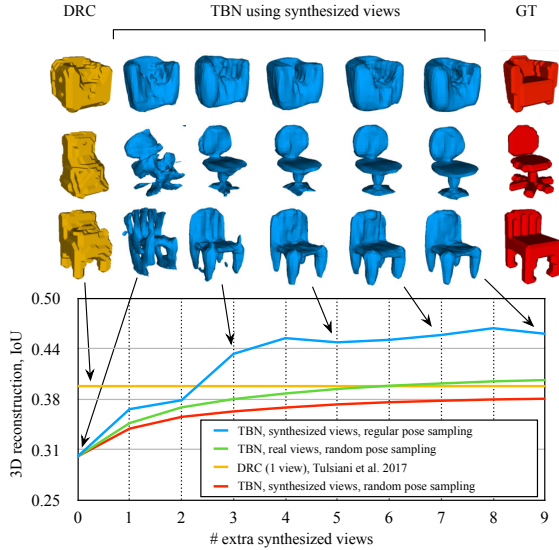 DRC
TBN using synthesized views
GT
0.50
0.44
0.38
0.31
0.25
3D reconstruction, IoU
TBN, synthesized views, regular pose sampling
TBN, real views, random pose sampling
DRC (1 view), Tulsiani et al. 2017
TBN, synthesized views, random pose sampling
0 1 2 3 4 5 6 7 8 9
# extra synthesized views